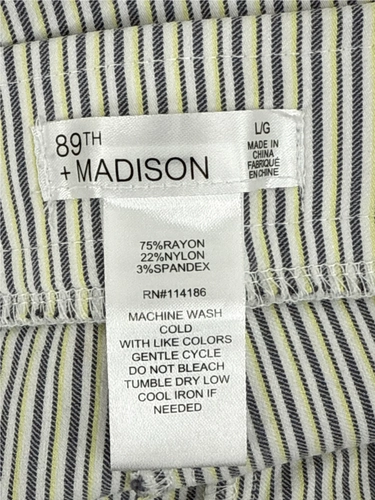 89TH
+ MADISON
L/G
MADE IN
CHINA
FABRIQUÉ
EN CHINE
75%RAYON
22%NYLON
3%SPANDEX
RN#114186
MACHINE WASH
COLD
WITH LIKE COLORS
GENTLE CYCLE
DO NOT BLEACH
TUMBLE DRY LOW
COOL IRON IF
NEEDED